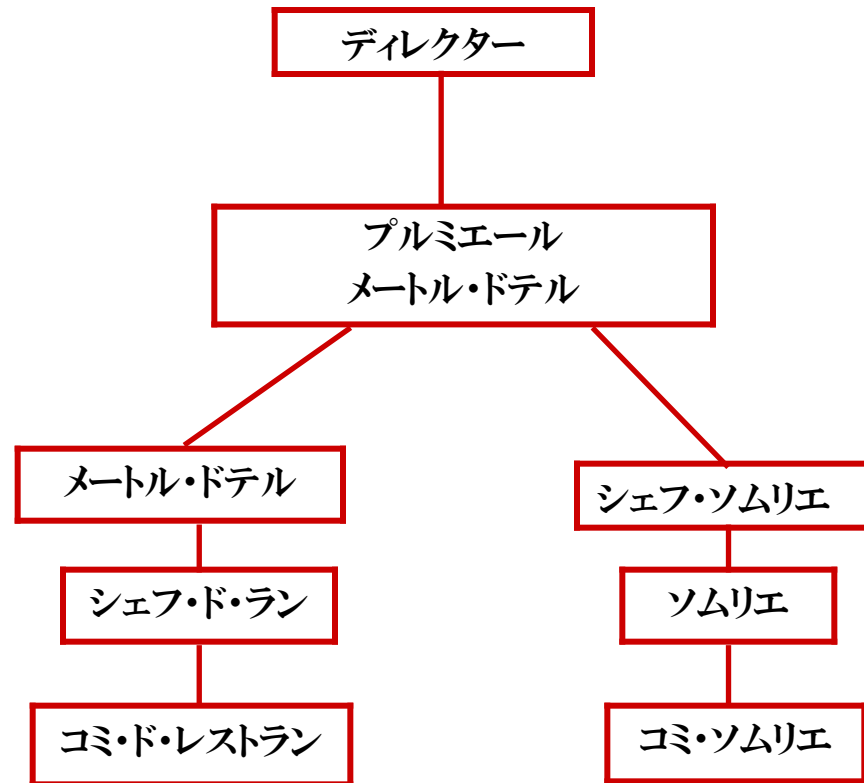 ディレクター
プルミエール
メートル・ドテル
メートル・ドテル
シェフ・ソムリエ
シェフ・ド・ラン
ソムリエ
コミ・ド・レストラン
コミ・ソムリエ